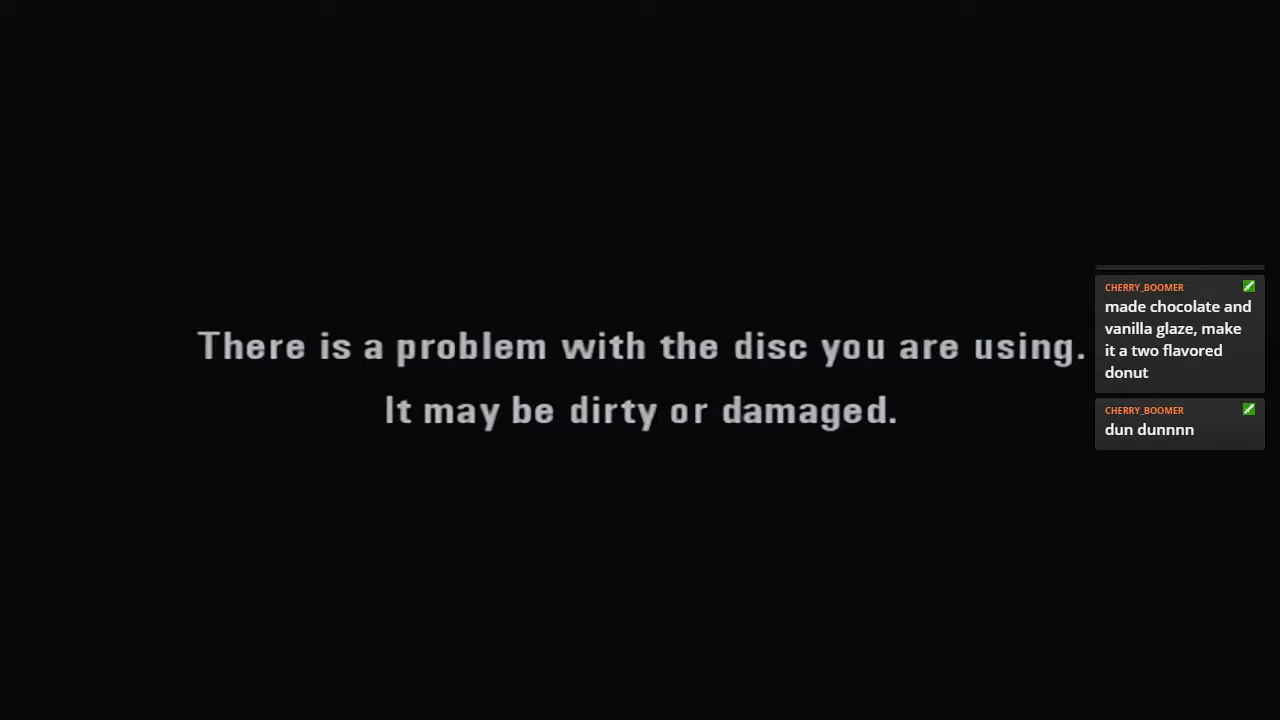 There is a problem with the disc you are using.
It may be dirty or damaged.
CHERRY_BOOMER
made chocolate and
vanilla glaze, make
it a two flavored
donut
CHERRY_BOOMER
dun dunnnn